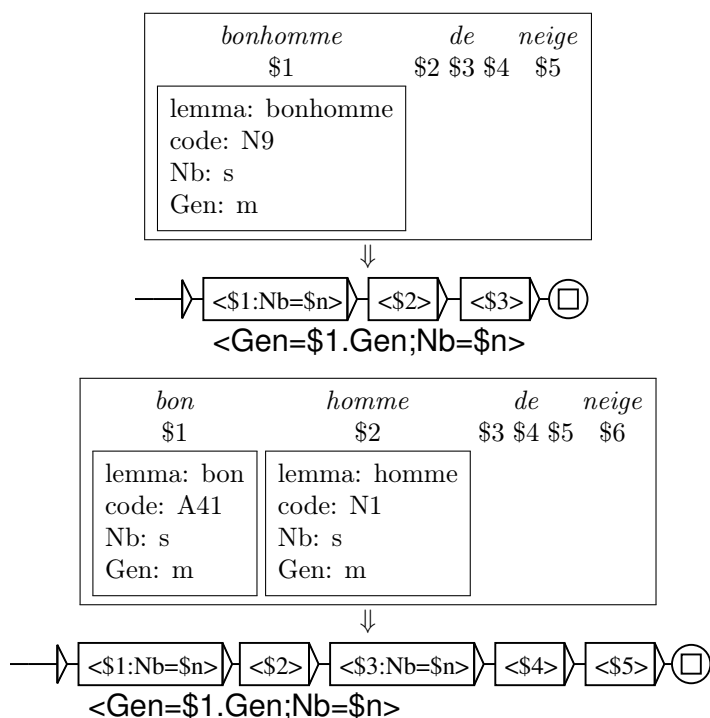 bonhomme de neige
$1 $2 $3 $4 $5
lemma: bonhomme
code: N9
Nb: s
Gen: m
⇓
<$1:Nb=$n> <$2> <$3>
<Gen=$1.Gen;Nb=$n>
bon homme de neige
$1 $2 $3 $4 $5 $6
lemma: bon lemma: homme
code: A41 code: N1
Nb: s Nb: s
Gen: m Gen: m
⇓
<$1:Nb=$n> <$2> <$3:Nb=$n> <$4> <$5>
<Gen=$1.Gen;Nb=$n>